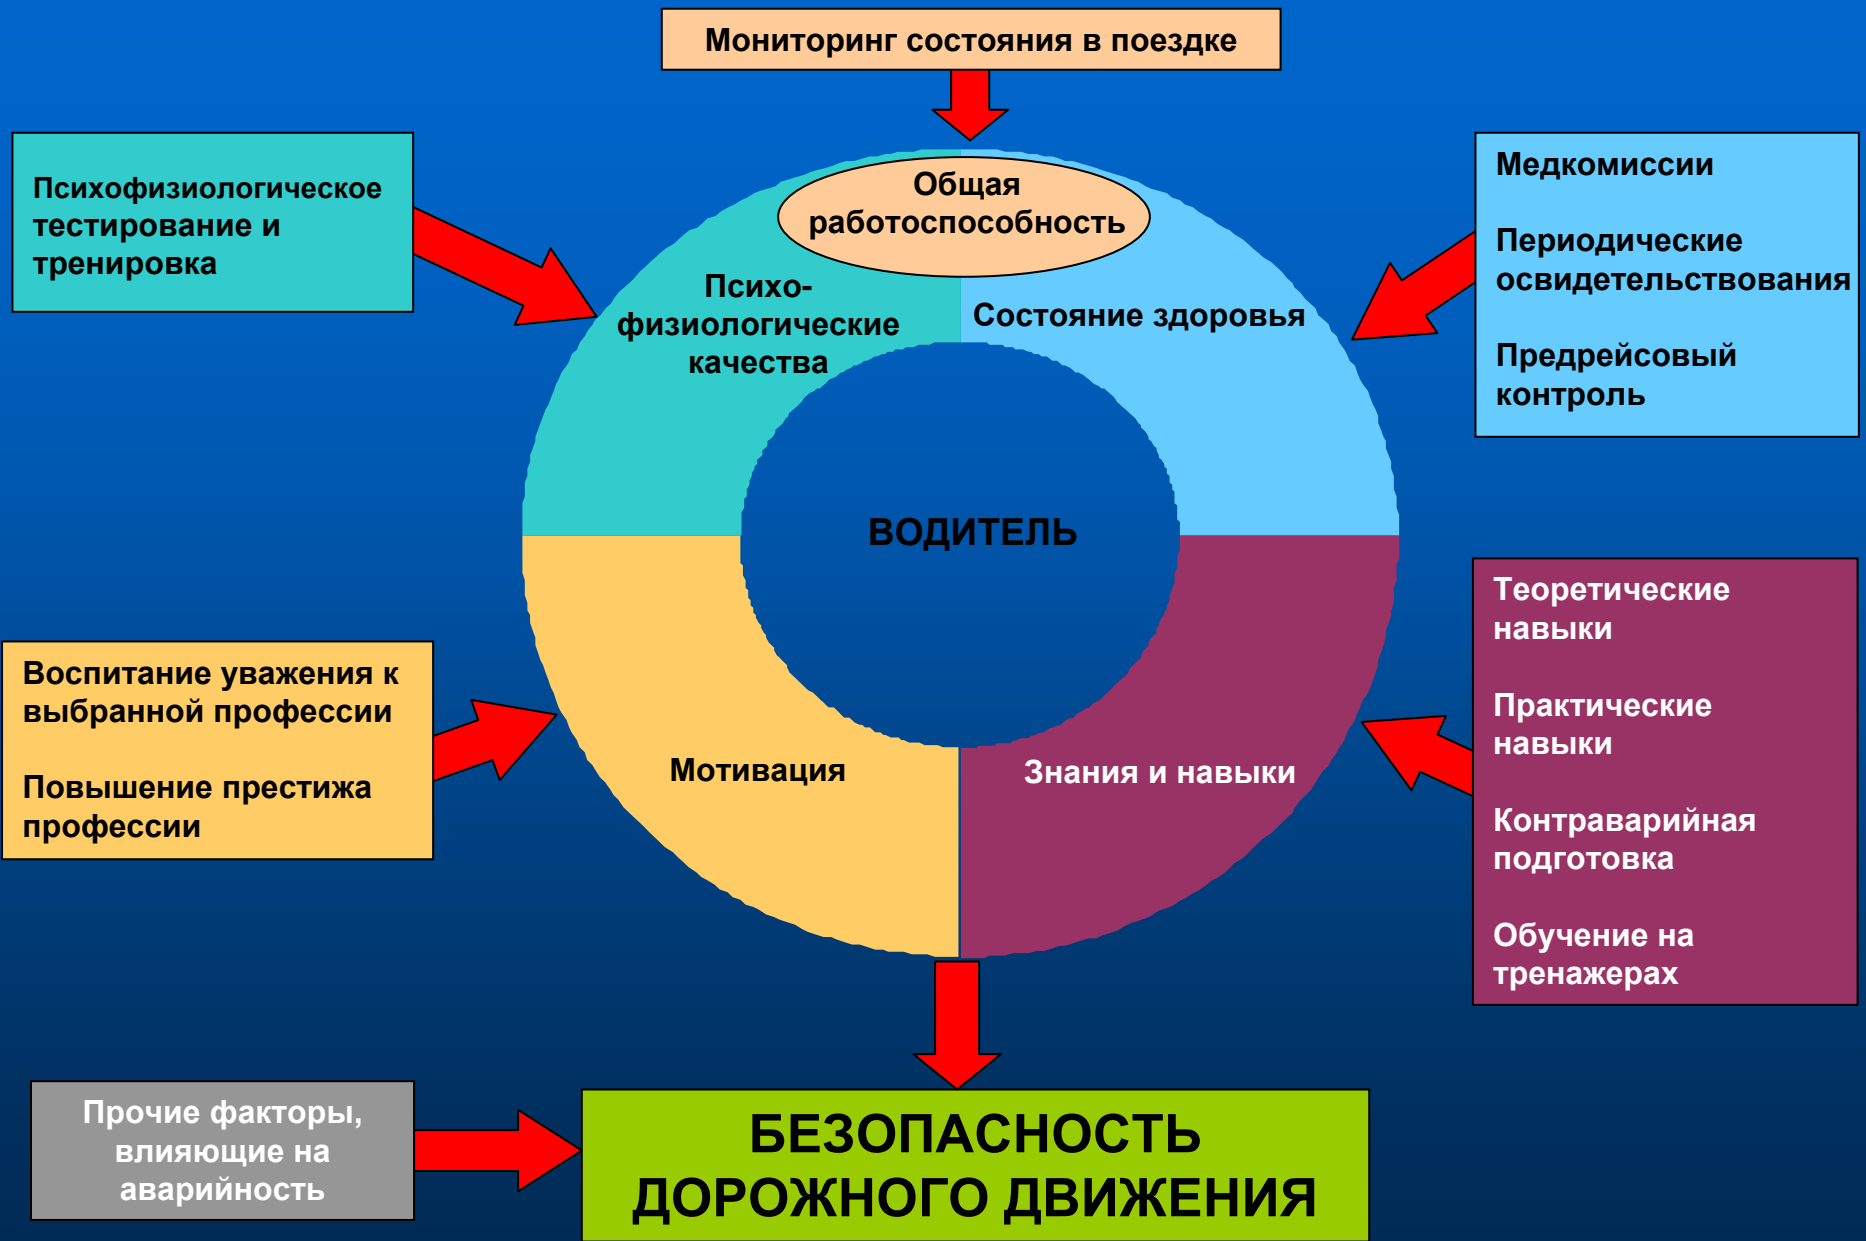 Мониторинг состояния в поездке
Психофизиологическое
тестирование и
тренировка
Общая
работоспособность
Психо-
физиологические
качества
Состояние здоровья
Медкомиссии
Периодические
освидетельствования
Предрейсовый
контроль
ВОДИТЕЛЬ
Воспитание уважения к
выбранной профессии
Повышение престижа
профессии
Мотивация
Знания и навыки
Теоретические
навыки
Практические
навыки
Контраварийная
подготовка
Обучение на
тренажерах
Прочие факторы,
влияющие на
аварийность
БЕЗОПАСНОСТЬ
ДОРОЖНОГО ДВИЖЕНИЯ